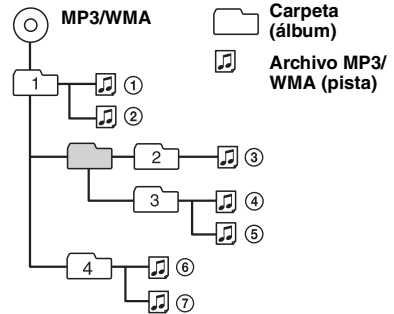 MP3/WMA
Carpeta
(álbum)
Archivo MP3/
WMA (pista)
1
①
②
2
③
3
④
⑤
4
⑥
⑦